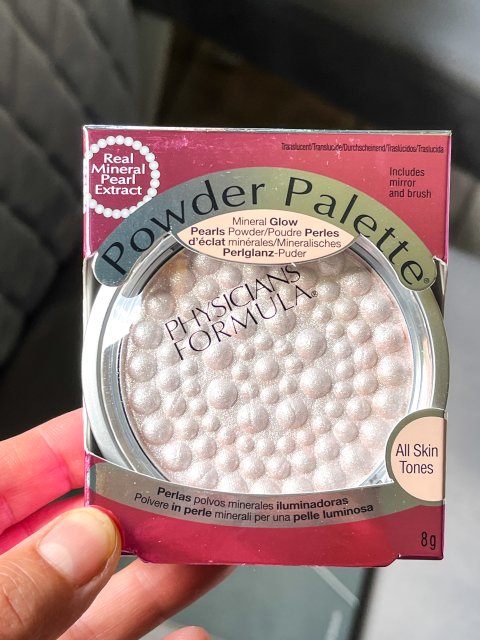 Translucent/Translucide/Durchscheinend/Traslúcidos/Traslucida
Real
Mineral
Pearl
Extract
Includes
mirror
and brush
Powder Palette®
Mineral Glow
Pearls Powder/Poudre Perles
d'éclat minérales/Mineralisches
Perlglanz-Puder
PHYSICIANS
FORMULA®
All Skin
Tones
Perlas polvos minerales iluminadoras
Polvere in perle minerali per una pelle luminosa
8g